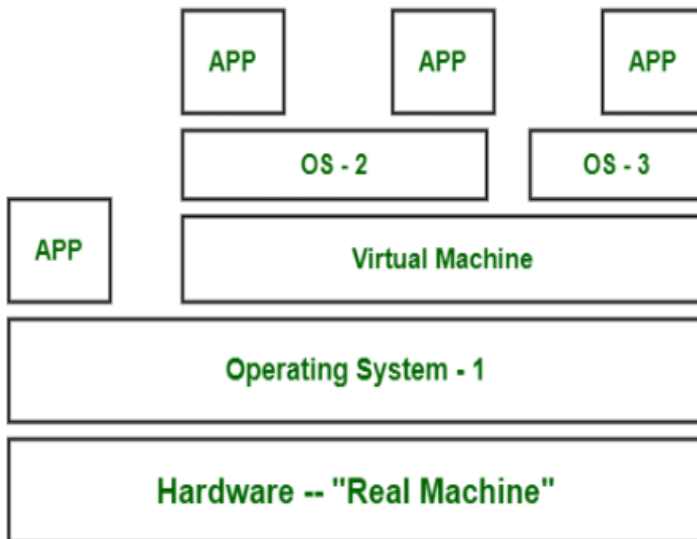 APP
APP
APP
OS - 2
OS - 3
APP
Virtual Machine
Operating System - 1
Hardware -- "Real Machine"